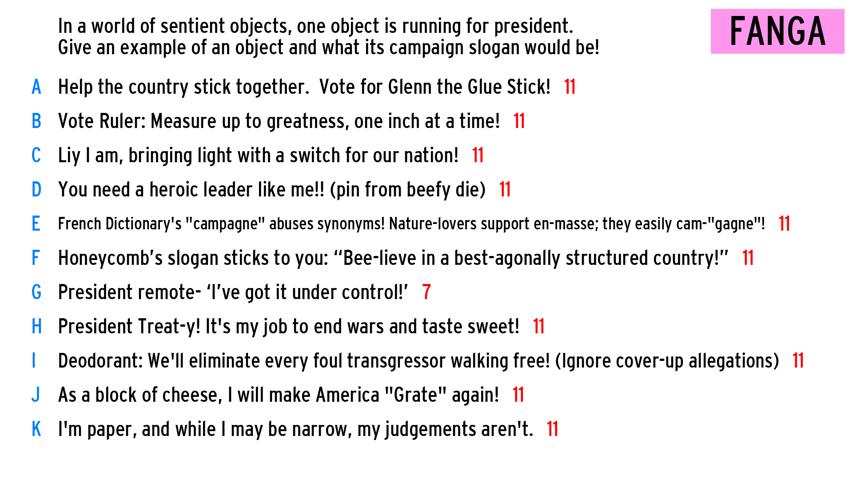 In a world of sentient objects, one object is running for president.
Give an example of an object and what its campaign slogan would be!
FANGA
A Help the country stick together. Vote for Glenn the Glue Stick! 11
B Vote Ruler: Measure up to greatness, one inch at a time! 11
C Liy I am, bringing light with a switch for our nation! 11
D You need a heroic leader like me!! (pin from beefy die) 11
E French Dictionary's "campagne" abuses synonyms! Nature-lovers support en-masse; they easily cam-"gagne"! 11
F Honeycomb's slogan sticks to you: “Bee-lieve in a best-agonally structured country!” 11
G President remote- ‘I've got it under control!’ 7
H President Treat-y! It's my job to end wars and taste sweet! 11
I Deodorant: We'll eliminate every foul transgressor walking free! (Ignore cover-up allegations) 11
J As a block of cheese, I will make America "Grate" again! 11
K I'm paper, and while I may be narrow, my judgements aren't. 11